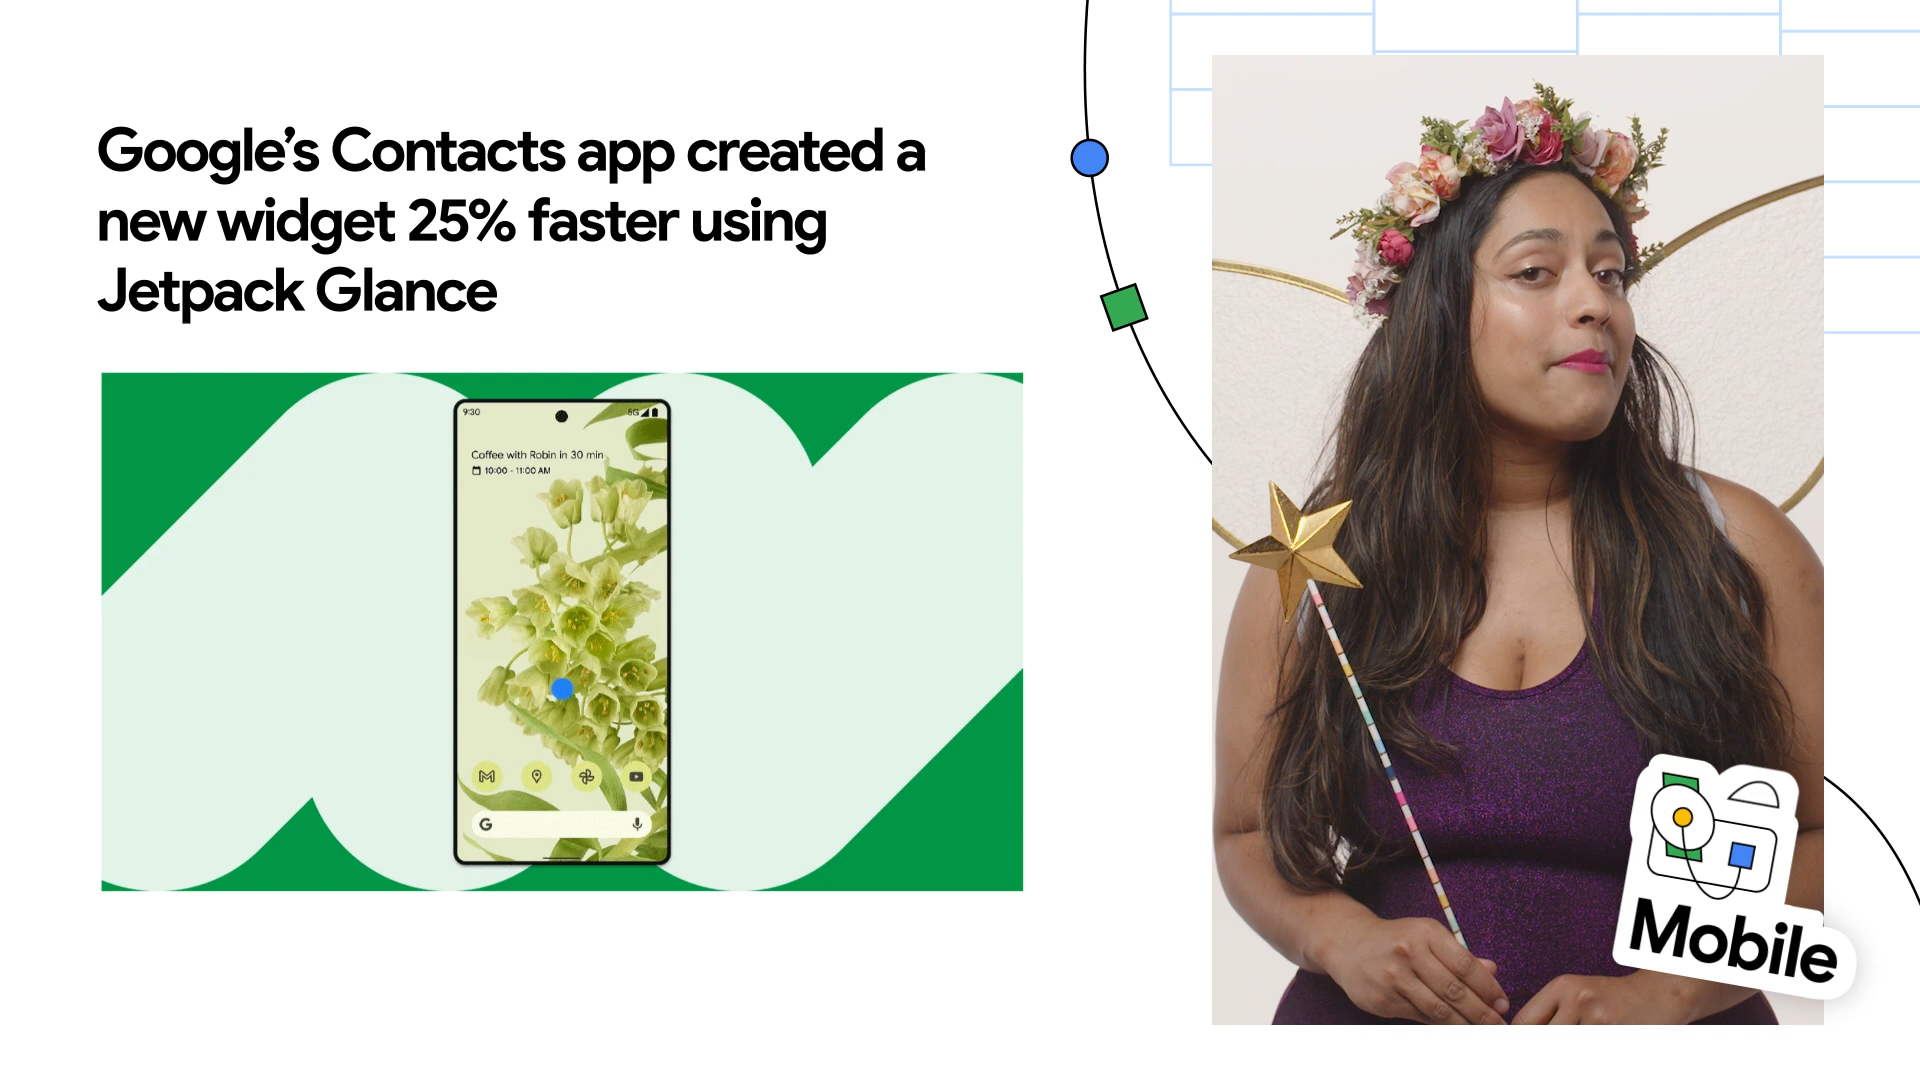 Google’s Contacts app created a
new widget 25% faster using
Jetpack Glance
9:30
5G
Coffee with Robin in 30 min
10:00 - 11:00 AM
G
Mobile